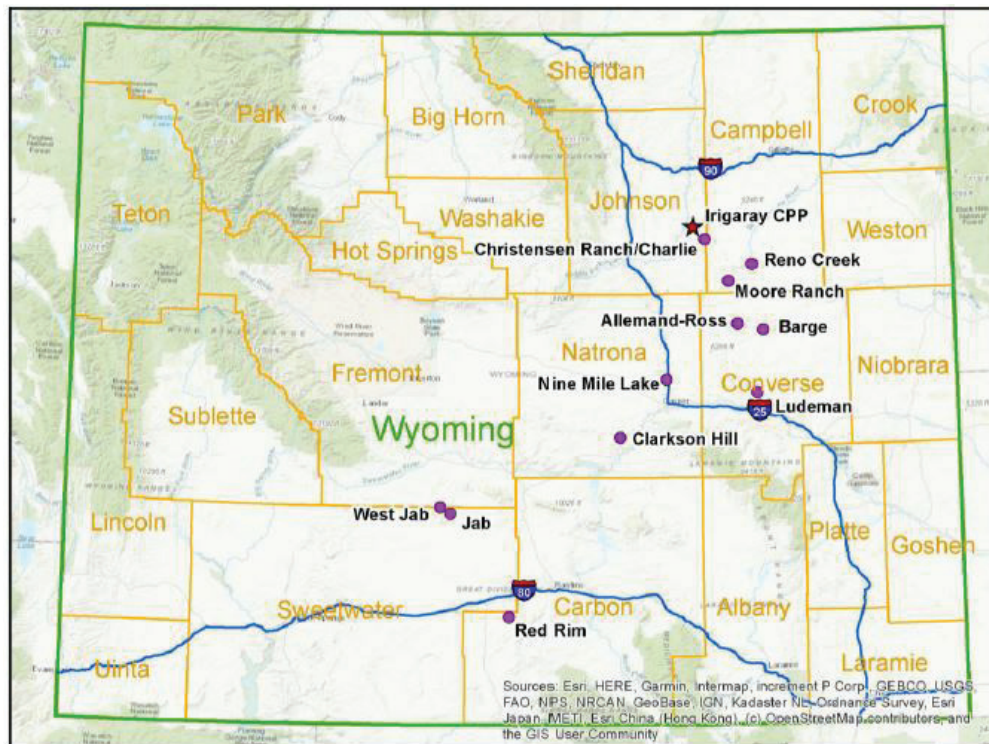 Sheridan
Crook
Park
Big Horn
Campbell
90
Johnson
Teton
Washakie
Irigaray CPP
Weston
Hot Springs
Christensen Ranch/Charlie
Reno Creek
Moore Ranch
Allemand-Ross
Barge
Natrona
Niobrara
Fremont
Nine Mile Lake
Converse
Sublette
Ludeman
25
Wyoming
Clarkson Hill
West Jab
Jab
Lincoln
Platte
Goshen
80
Sweetwater
Carbon
Albany
Red Rim
Uinta
Laramie
Sources: Esri, HERE, Garmin, Intermap, increment P Corp., GEBCO, USGS,
FAO, NPS, NRCAN, GeoBase, IGN, Kadaster NL, Ordnance Survey, Esri
Japan, METI, Esri China (Hong Kong), (c) OpenStreetMap contributors, and
the GIS User Community